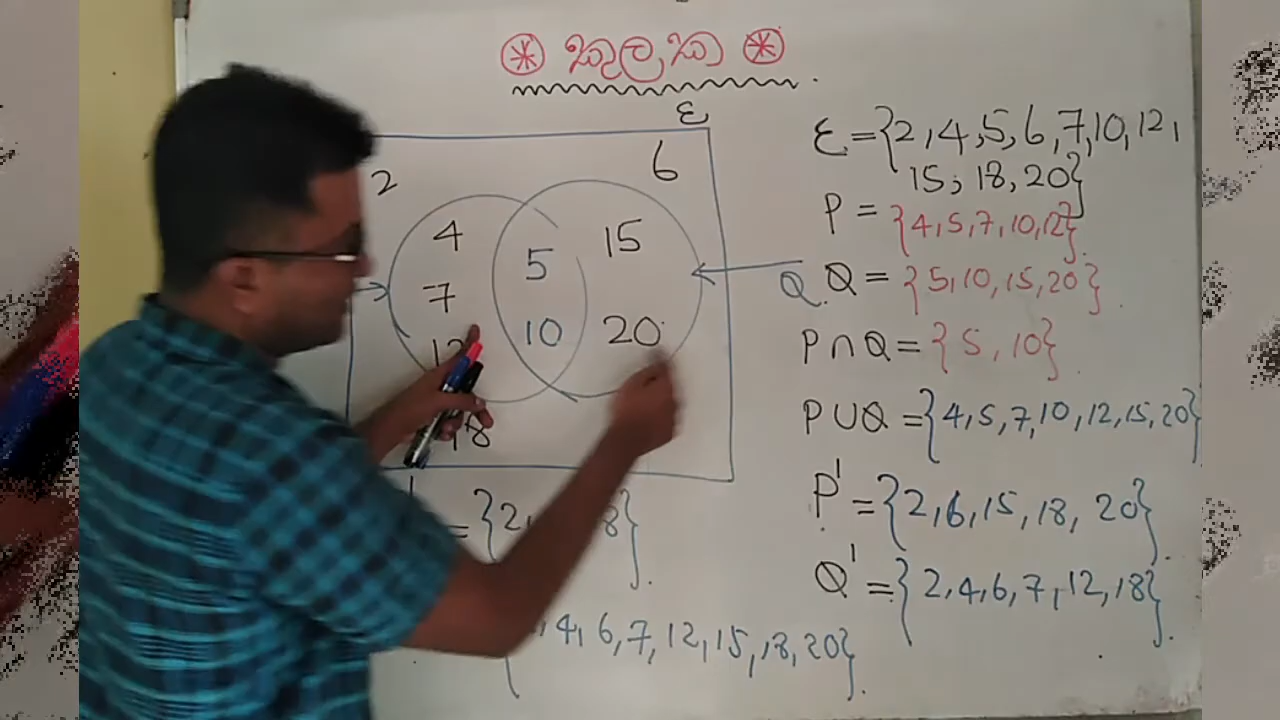 ✳ කුලක ✳
ε
2
6
4
7
5
10
15
20
18
Q
ε = {2, 4, 5, 6, 7, 10, 12,
15, 18, 20}
P = {4, 5, 7, 10, 12}
Q = {5, 10, 15, 20}
P ∩ Q = {5, 10}
P ∪ Q = {4, 5, 7, 10, 12, 15, 20}
P' = {2, 6, 15, 18, 20}
Q' = {2, 4, 6, 7, 12, 18}
= {2, 8}
4, 6, 7, 12, 15, 18, 20}